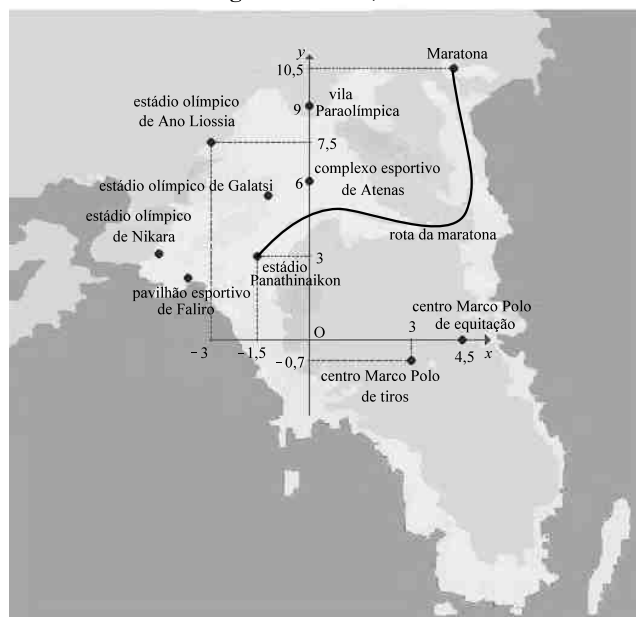 y
Maratona
10,5
vila
Paraolímpica
9
estádio olímpico
de Ano Liossia
7,5
complexo esportivo
de Atenas
6
estádio olímpico de Galatsi
estádio olímpico
de Nikara
rota da maratona
3
estádio
Panathinaikon
pavilhão esportivo
de Faliro
centro Marco Polo
de equitação
O
3
-3
-1,5
-0,7
4,5
x
centro Marco Polo
de tiros